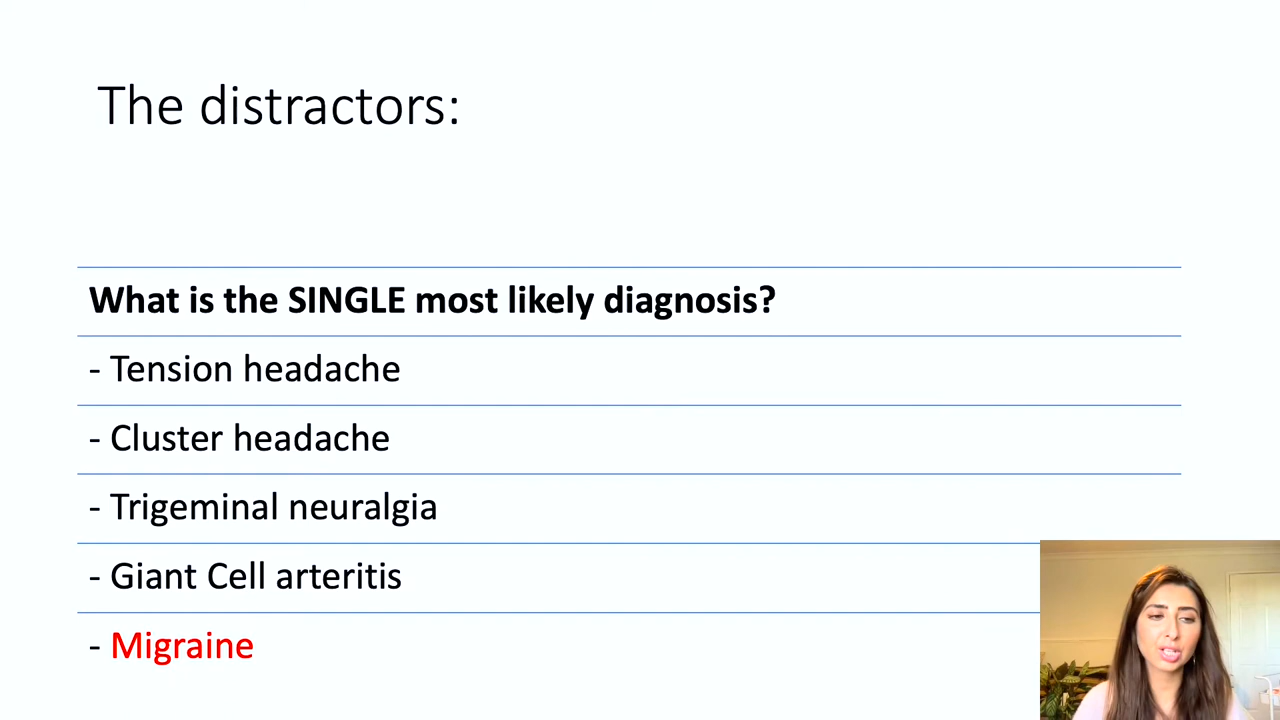 The distractors:
What is the SINGLE most likely diagnosis?
- Tension headache
- Cluster headache
- Trigeminal neuralgia
- Giant Cell arteritis
- Migraine